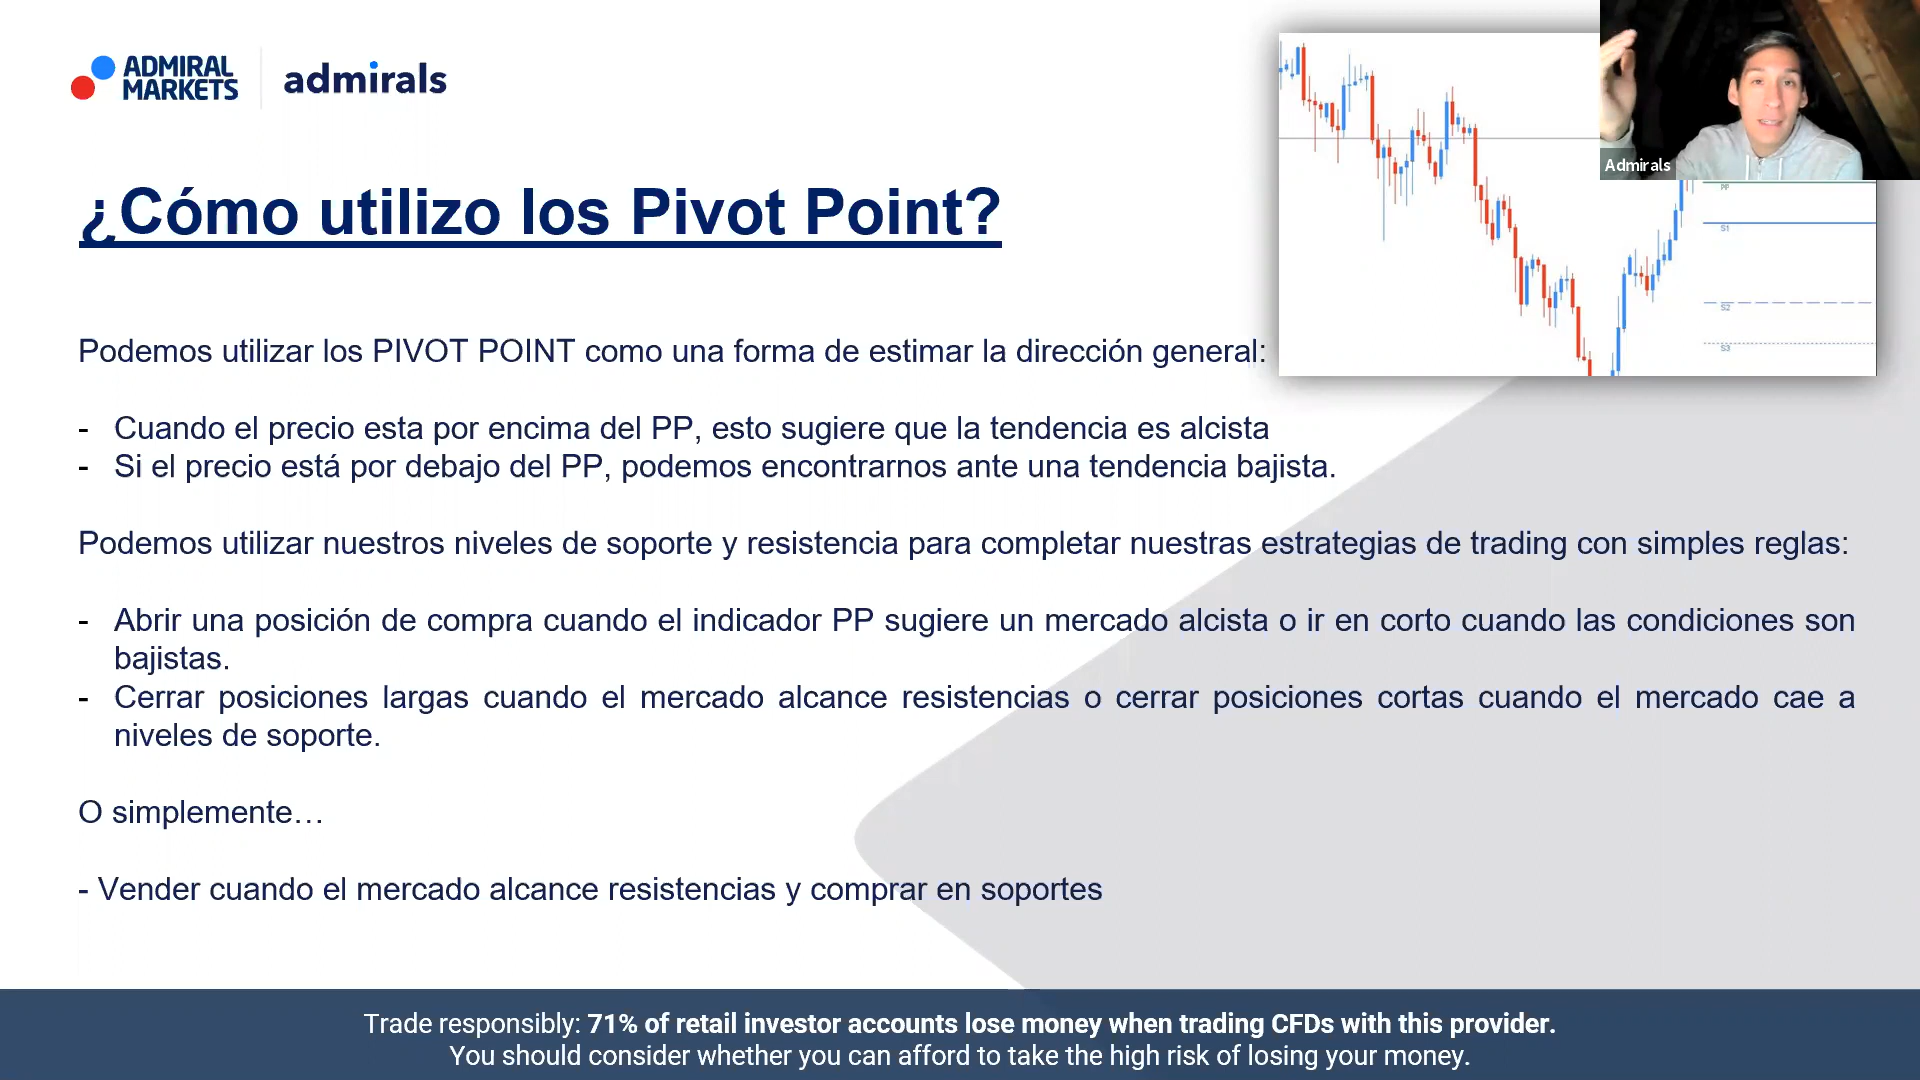 ADMIRAL
MARKETS
admirals
Admirals
¿Cómo utilizo los Pivot Point?
PP
S1
S2
S3
Podemos utilizar los PIVOT POINT como una forma de estimar la dirección general:
- Cuando el precio esta por encima del PP, esto sugiere que la tendencia es alcista
- Si el precio está por debajo del PP, podemos encontrarnos ante una tendencia bajista.
Podemos utilizar nuestros niveles de soporte y resistencia para completar nuestras estrategias de trading con simples reglas:
- Abrir una posición de compra cuando el indicador PP sugiere un mercado alcista o ir en corto cuando las condiciones son
bajistas.
- Cerrar posiciones largas cuando el mercado alcance resistencias o cerrar posiciones cortas cuando el mercado cae a
niveles de soporte.
O simplemente…
- Vender cuando el mercado alcance resistencias y comprar en soportes
Trade responsibly: 71% of retail investor accounts lose money when trading CFDs with this provider.
You should consider whether you can afford to take the high risk of losing your money.